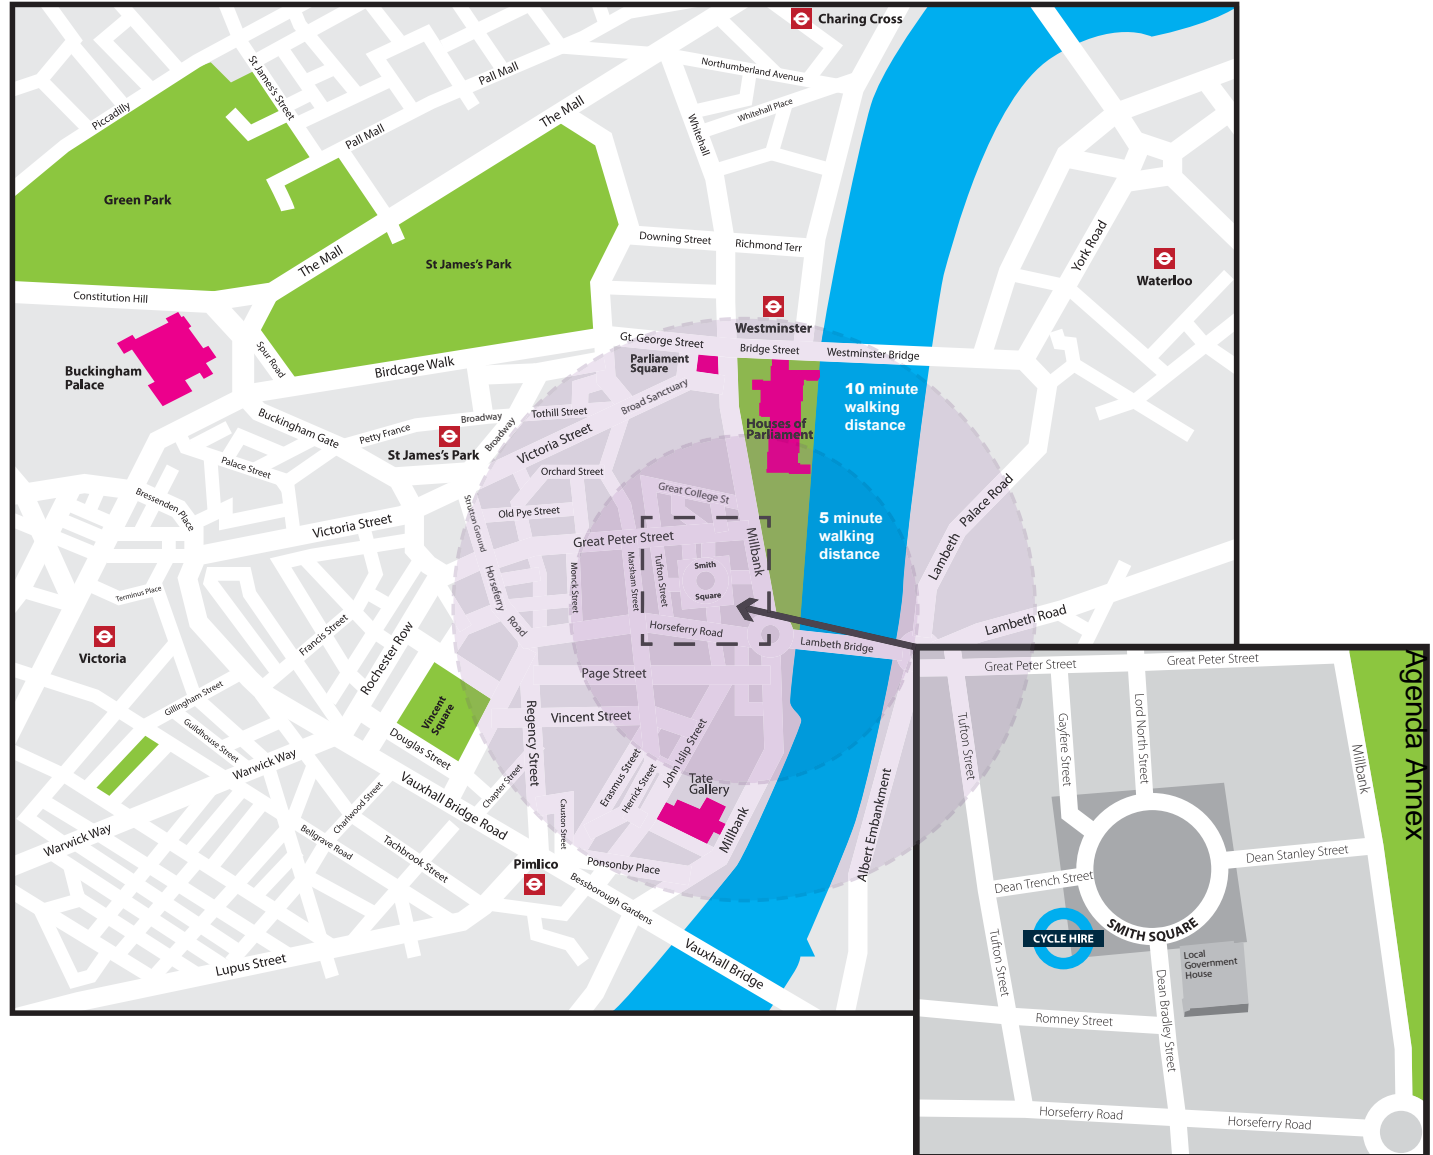 Charing Cross
Northumberland Avenue
Whitehall Place
Whitehall
St James's Street
Pall Mall
Pall Mall
Piccadilly
The Mall
Green Park
The Mall
St James's Park
Downing Street
Richmond Terr
York Road
Waterloo
Constitution Hill
Westminster
Gt. George Street
Bridge Street
Westminster Bridge
Parliament
Square
Spur Road
Birdcage Walk
Buckingham
Palace
Broad Sanctuary
10 minute
walking
distance
Houses of
Parliament
Buckingham Gate
Petty France
Broadway
Broadway
Tothill Street
Victoria Street
St James's Park
Palace Street
Orchard Street
Great College St
Bressenden Place
Victoria Street
Strutton Ground
Old Pye Street
Great Peter Street
Millbank
5 minute
walking
distance
Lambeth
Palace Road
Monck Street
Marsham Street
Tufton Street
Smith
Square
Horseferry
Road
Horseferry Road
Terminus Place
Victoria
Francis Street
Rochester Row
Lambeth Bridge
Lambeth Road
Page Street
Gillingham Street
Guildhouse Street
Vincent
Square
Douglas Street
Regency Street
Vincent Street
Warwick Way
Erasmus Street
Herrick Street
John Islip Street
Tate
Gallery
Millbank
Albert Embankment
Vauxhall Bridge Road
Chapter Street
Charlwood Street
Causton Street
Warwick Way
Bellgrave Road
Tachbrook Street
Pimlico
Ponsonby Place
Bessborough Gardens
Vauxhall Bridge
Lupus Street
Great Peter Street
Great Peter Street
Agenda Annex
Tufton Street
Gayfere Street
Lord North Street
Millbank
Dean Stanley Street
Dean Trench Street
SMITH SQUARE
CYCLE HIRE
Local
Government
House
Tufton Street
Dean Bradley Street
Romney Street
Horseferry Road
Horseferry Road